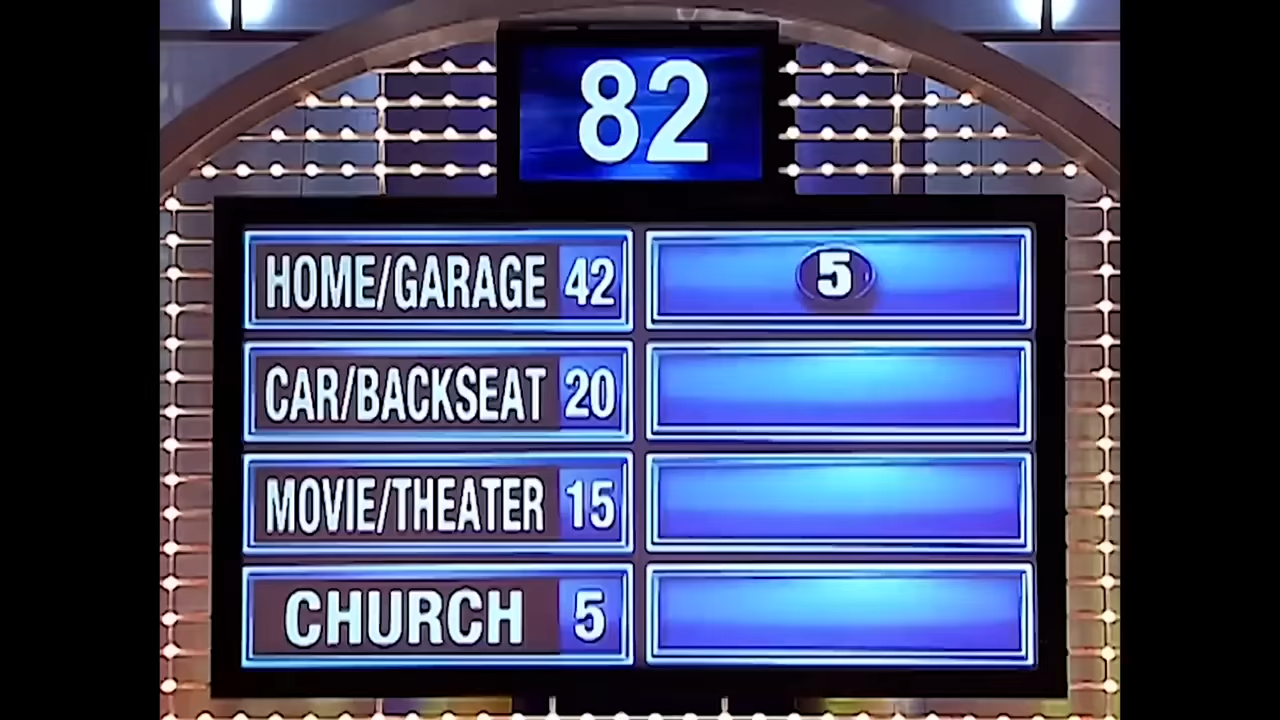 82
HOME/GARAGE 42
5
CAR/BACKSEAT 20
MOVIE/THEATER 15
CHURCH 5